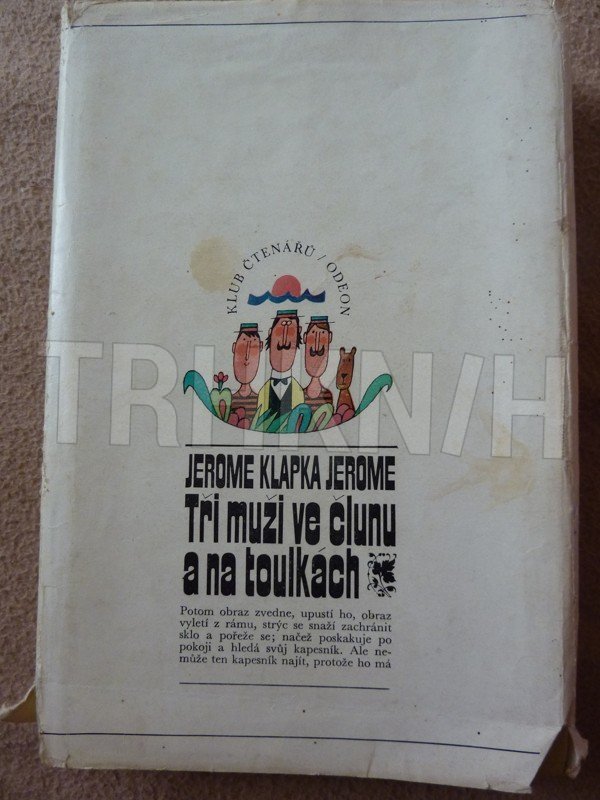 KLUB ČTENÁŘŮ / ODEON
JEROME KLAPKA JEROME
Tři muži ve člunu
a na toulkách
Potom obraz zvedne, upustí ho, obraz
vyletí z rámu, strýc se snaží zachránit
sklo a pořeže se; načež poskakuje po
pokoji a hledá svůj kapesník. Ale ne-
může ten kapesník najít, protože ho má